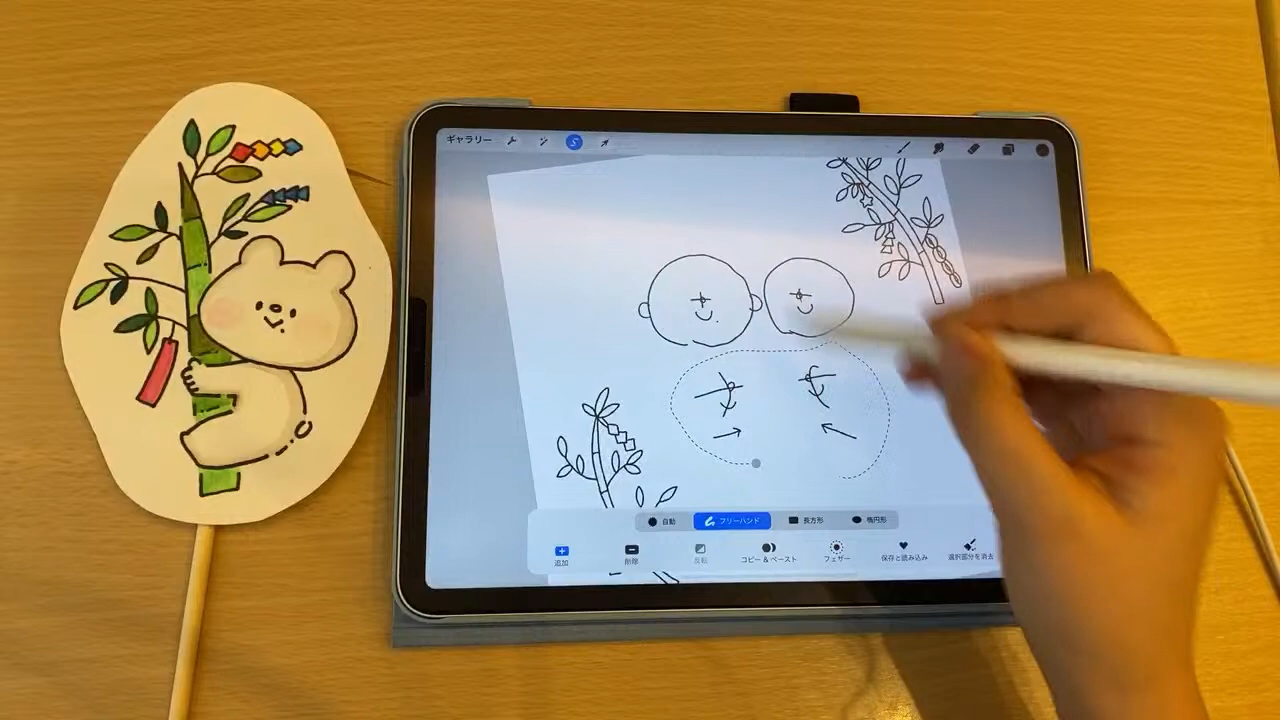 ギャラリー
自動 フリーハンド 長方形 楕円形
追加 削除 反転 コピー & ペースト フェザー 保存と読み込み 選択部分を消去